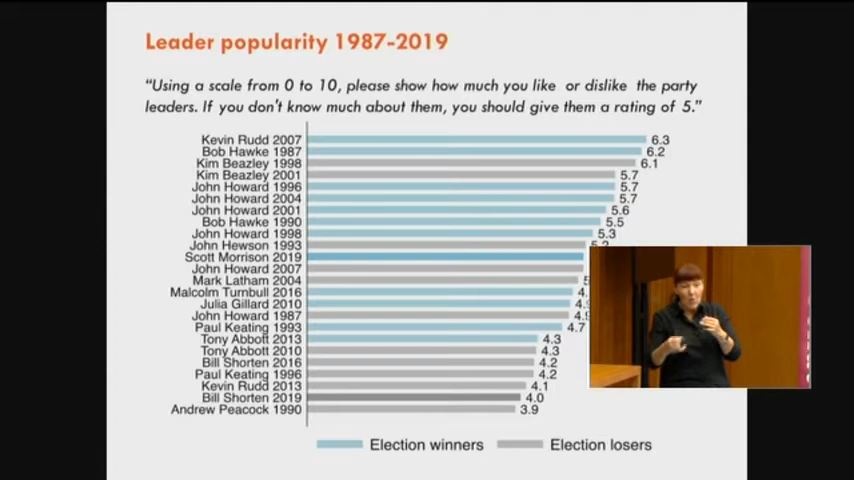 Leader popularity 1987-2019
“Using a scale from 0 to 10, please show how much you like or dislike the party
leaders. If you don't know much about them, you should give them a rating of 5.”
Kevin Rudd 2007 6.3
Bob Hawke 1987 6.2
Kim Beazley 1998 6.1
Kim Beazley 2001 5.7
John Howard 1996 5.7
John Howard 2004 5.7
John Howard 2001 5.6
Bob Hawke 1990 5.5
John Howard 1998 5.3
John Hewson 1993
Scott Morrison 2019
John Howard 2007
Mark Latham 2004
Malcolm Turnbull 2016
Julia Gillard 2010
John Howard 1987
Paul Keating 1993 4.7
Tony Abbott 2013 4.3
Tony Abbott 2010 4.3
Bill Shorten 2016 4.2
Paul Keating 1996 4.2
Kevin Rudd 2013 4.1
Bill Shorten 2019 4.0
Andrew Peacock 1990 3.9
Election winners Election losers